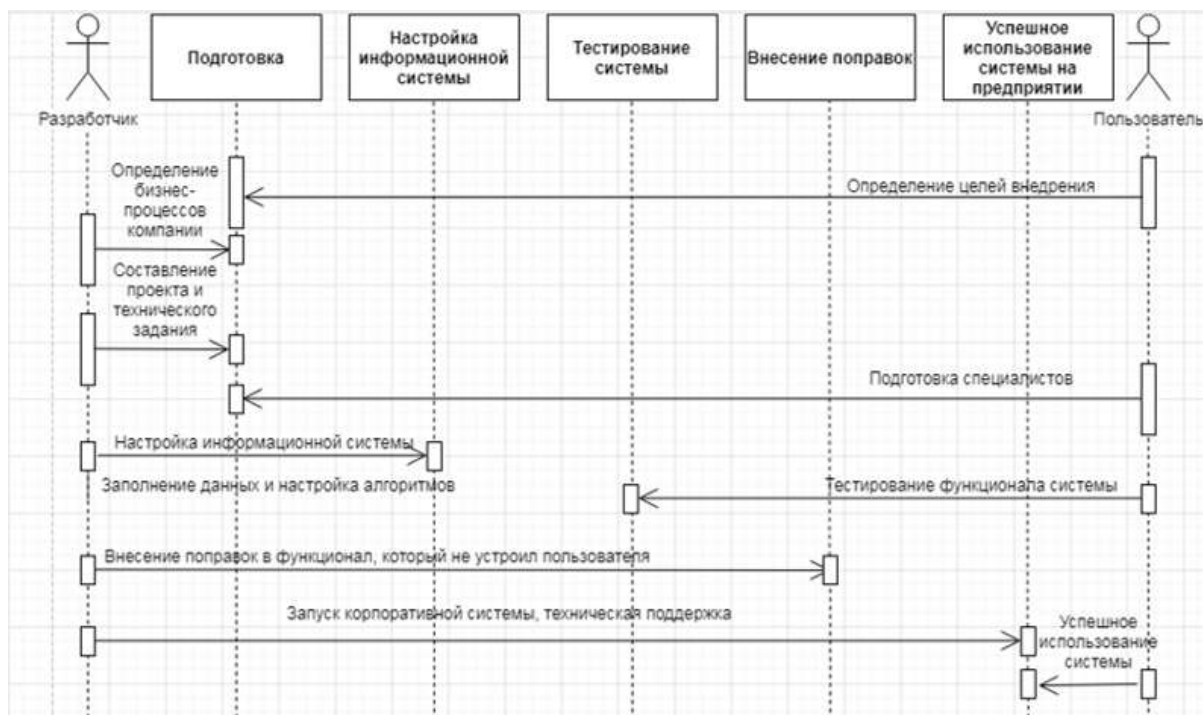 Подготовка
Настройка
информационной
системы
Тестирование
системы
Внесение поправок
Успешное
использование
системы на
предприятии
Разработчик
Пользователь
Определение
бизнес-
процессов
компании
Определение целей внедрения
Составление
проекта и
технического
задания
Подготовка специалистов
Настройка информационной системы
Заполнение данных и настройка алгоритмов
Тестирование функционала системы
Внесение поправок в функционал, который не устроил пользователя
Запуск корпоративной системы, техническая поддержка
Успешное
использование
системы